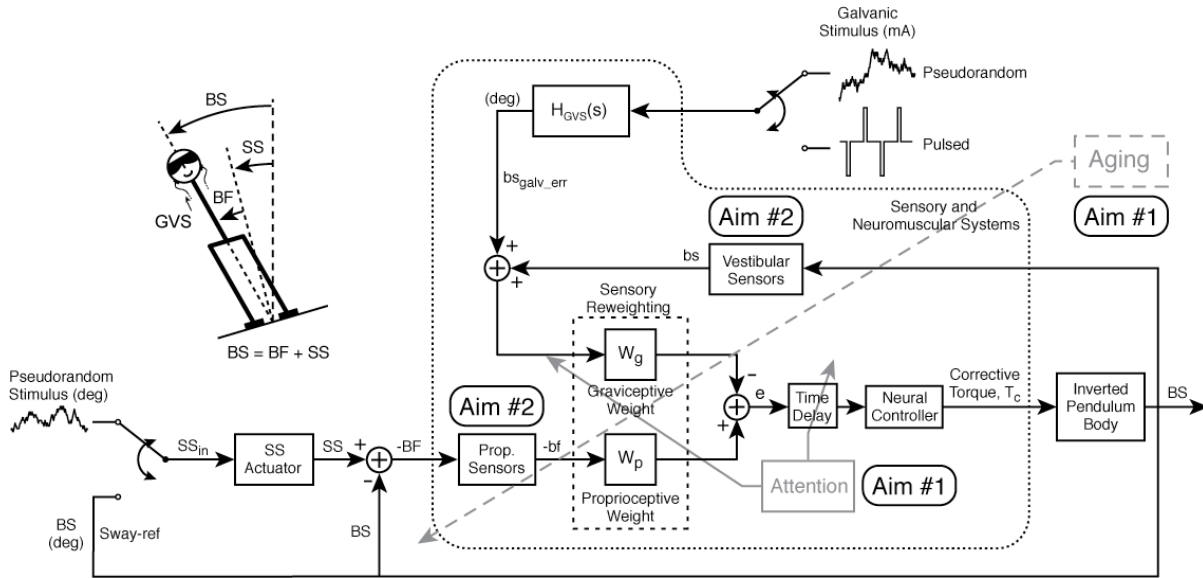 Galvanic
Stimulus (mA)
Pseudorandom
Pulsed
(deg)
H_GVS(s)
bs_galv_err
BS
SS
BF
GVS
BS = BF + SS
Aging
Aim #1
Aim #2
Sensory and
Neuromuscular Systems
bs
Vestibular
Sensors
+
+
Sensory
Reweighting
W_g
Graviceptive
Weight
W_p
Proprioceptive
Weight
Pseudorandom
Stimulus (deg)
SS_in
SS
Actuator
SS
+
-
-BF
Aim #2
Prop.
Sensors
-bf
-
+
e
Time
Delay
Neural
Controller
Corrective
Torque, T_c
Inverted
Pendulum
Body
BS
Attention
Aim #1
BS
(deg)
Sway-ref
BS